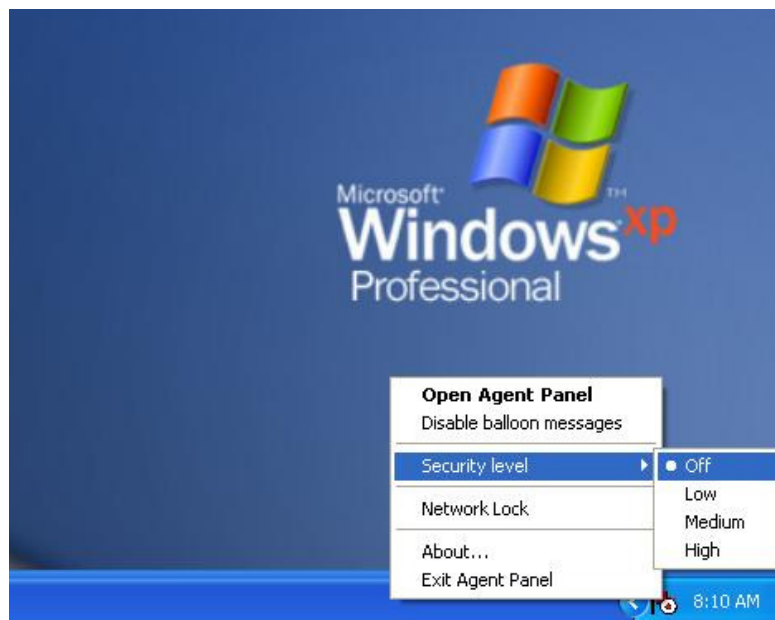 Microsoft®
Windows xp
TM
Professional
Open Agent Panel
Disable balloon messages
Security level
Off
Low
Medium
High
Network Lock
About...
Exit Agent Panel
8:10 AM